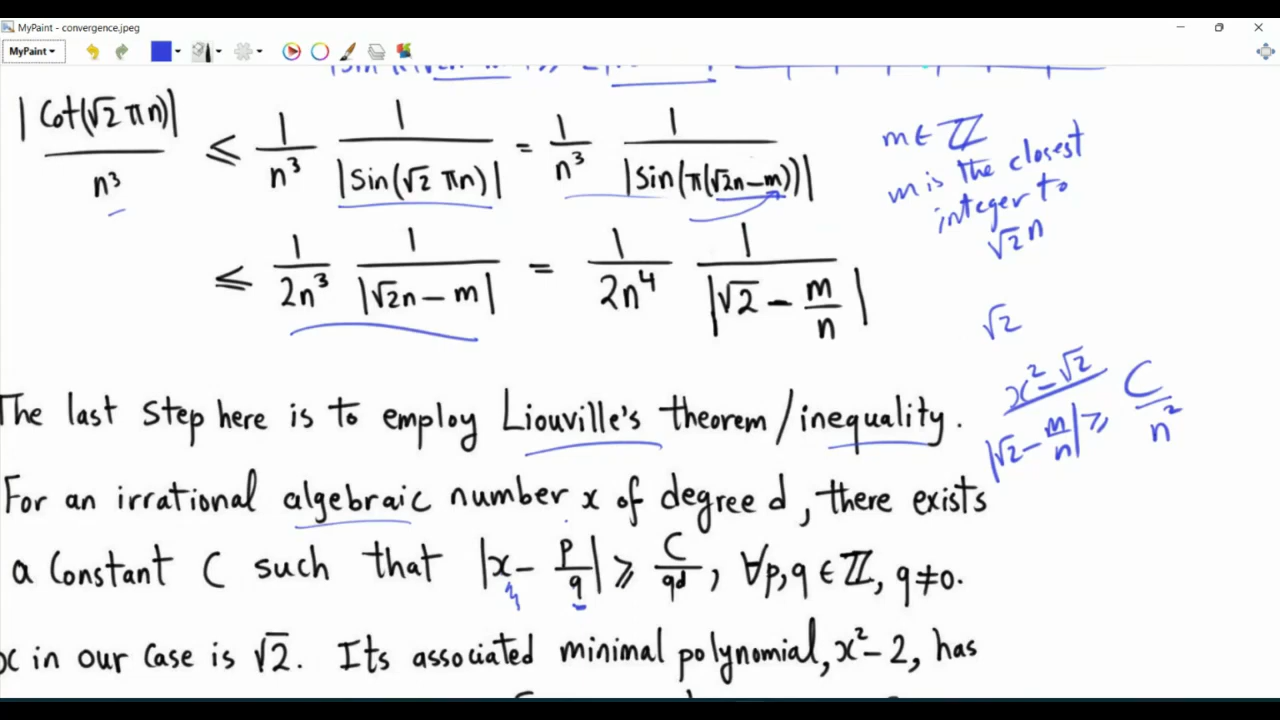 MyPaint - convergence.jpeg
MyPaint
|Cot(√2 πn)| / n³ ≤ 1/n³ 1/|Sin(√2 πn)| = 1/n³ 1/|Sin(π(√2n-m))|
m ∈ ℤ
m is the closest
integer to
√2 n
≤ 1/2n³ 1/|√2n - m| = 1/2n⁴ 1/|√2 - m/n|
√2
x² - √2
|√2 - m/n| ≥ C/n²
The last step here is to employ Liouville's theorem/inequality.
For an irrational algebraic number x of degree d, there exists
a constant C such that |x - p/q| ≥ C/qd, ∀p,q ∈ ℤ, q≠0.
x in our case is √2. Its associated minimal polynomial, x²-2, has